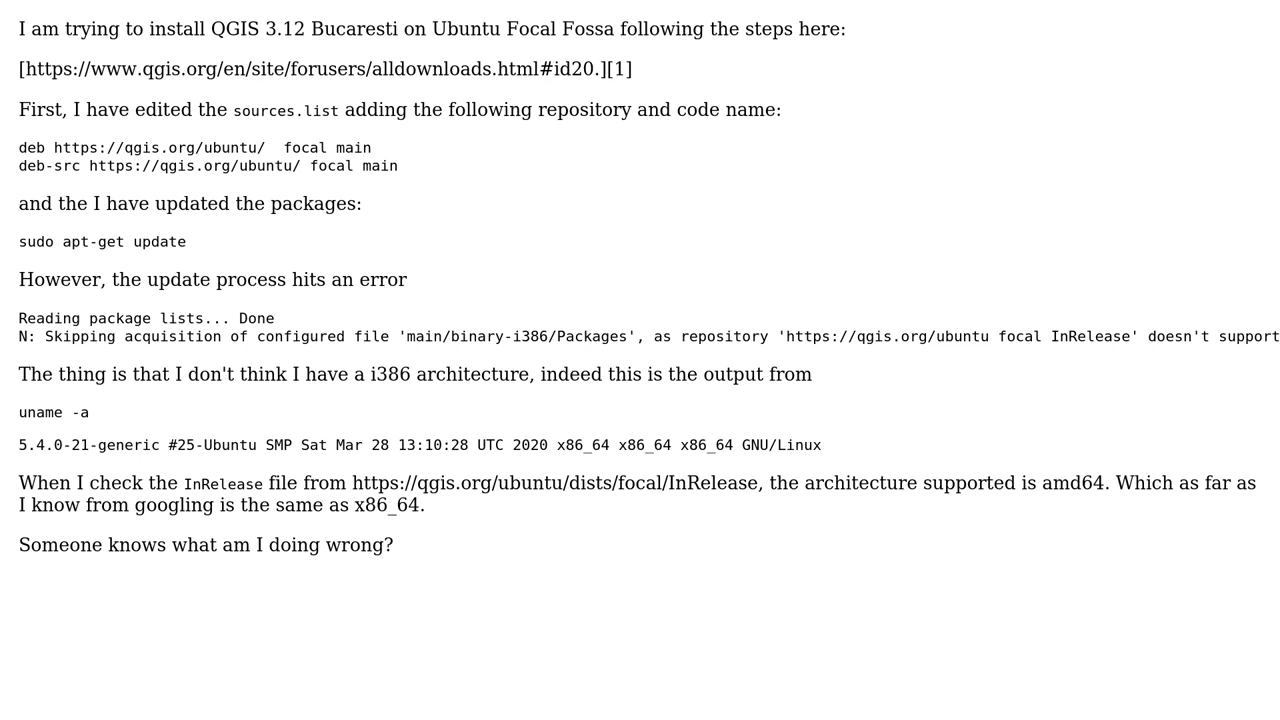 I am trying to install QGIS 3.12 Bucaresti on Ubuntu Focal Fossa following the steps here:
[https://www.qgis.org/en/site/forusers/alldownloads.html#id20.][1]
First, I have edited the sources.list adding the following repository and code name:
deb https://qgis.org/ubuntu/  focal main
deb-src https://qgis.org/ubuntu/ focal main
and the I have updated the packages:
sudo apt-get update
However, the update process hits an error
Reading package lists... Done
N: Skipping acquisition of configured file 'main/binary-i386/Packages', as repository 'https://qgis.org/ubuntu focal InRelease' doesn't support
The thing is that I don't think I have a i386 architecture, indeed this is the output from
uname -a
5.4.0-21-generic #25-Ubuntu SMP Sat Mar 28 13:10:28 UTC 2020 x86_64 x86_64 x86_64 GNU/Linux
When I check the InRelease file from https://qgis.org/ubuntu/dists/focal/InRelease, the architecture supported is amd64. Which as far as
I know from googling is the same as x86_64.
Someone knows what am I doing wrong?